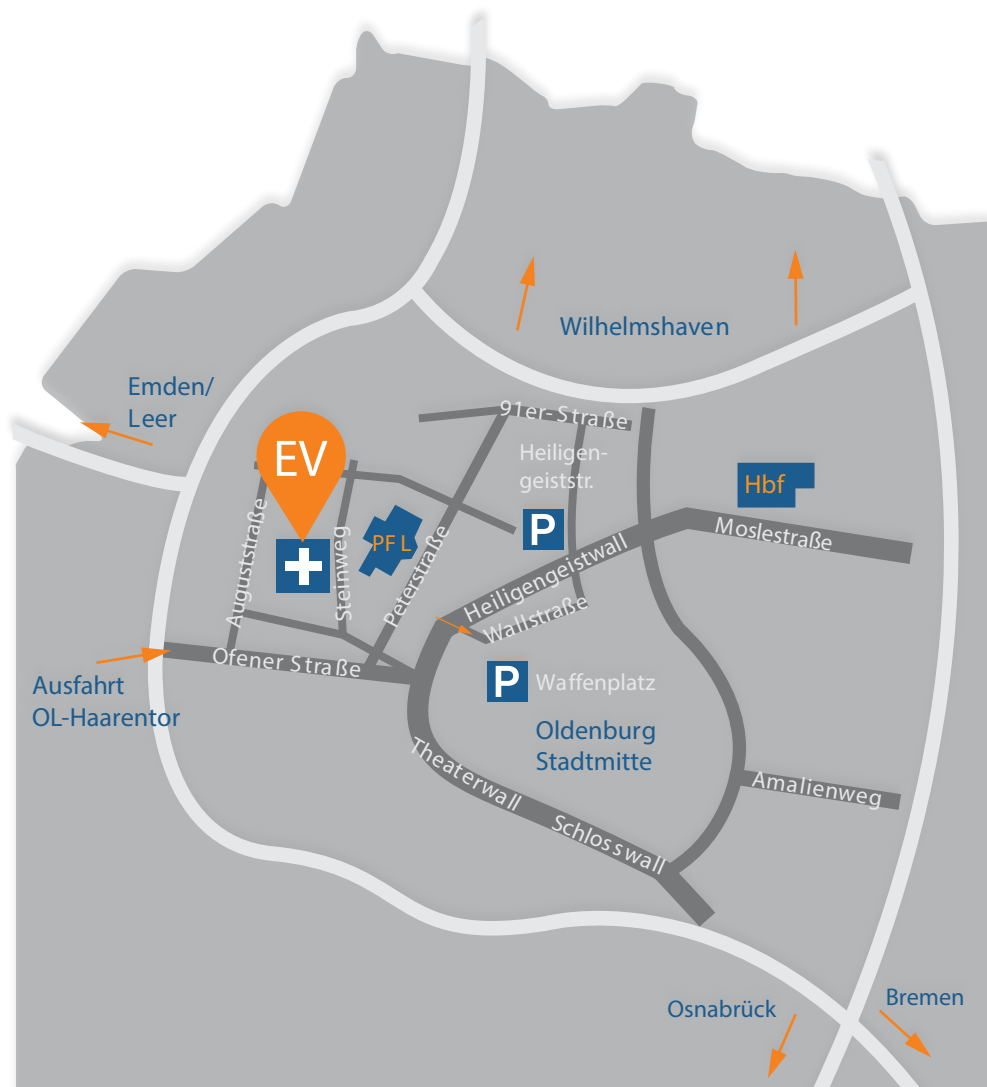 Wilhelmshaven
Emden/
Leer
91er-Straße
EV
Heiligen-
geiststr.
Hbf
P
Moslestraße
PFL
Auguststraße
Steinweg
Peterstraße
Heiligengeistwall
Wallstraße
Ofener Straße
Ausfahrt
OL-Haarentor
P
Waffenplatz
Oldenburg
Stadtmitte
Theaterwall
Amalienweg
Schlosswall
Osnabrück
Bremen